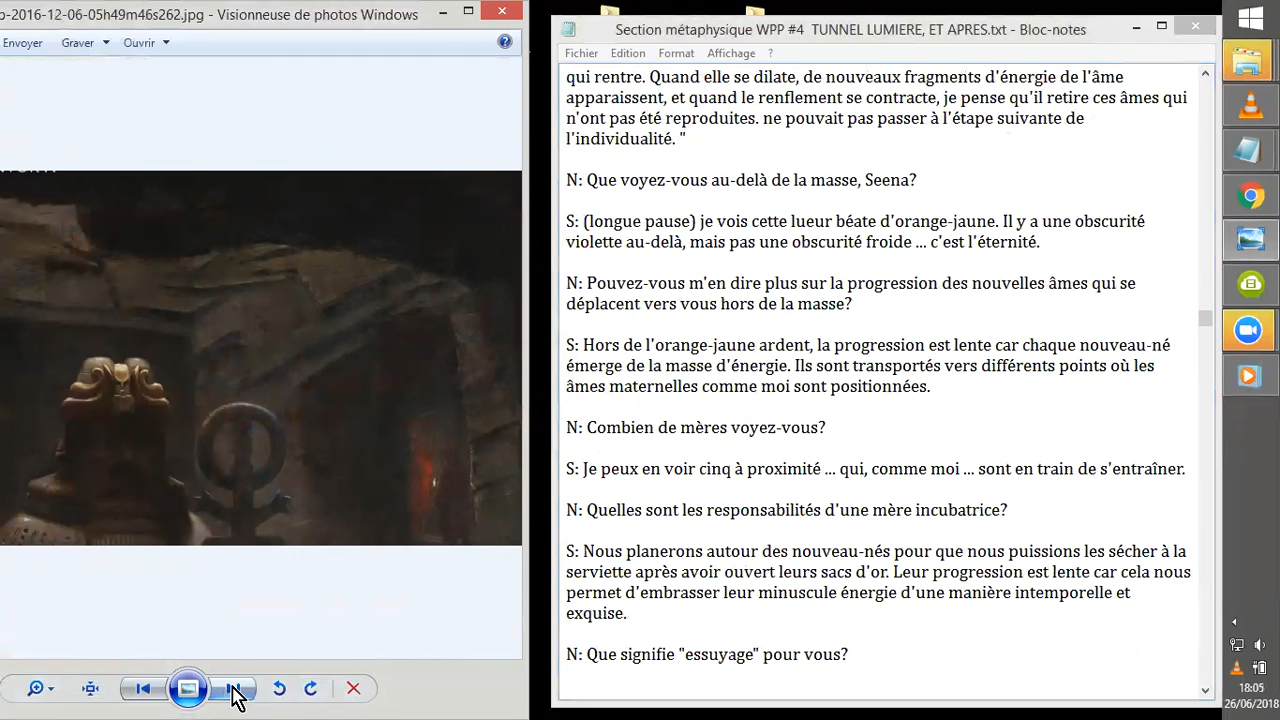 -2016-12-06-05h49m46s262.jpg - Visionneuse de photos Windows
Envoyer Graver Ouvrir
Section métaphysique WPP #4 TUNNEL LUMIERE, ET APRES.txt - Bloc-notes
Fichier Edition Format Affichage ?
qui rentre. Quand elle se dilate, de nouveaux fragments d'énergie de l'âme
apparaissent, et quand le renflement se contracte, je pense qu'il retire ces âmes qui
n'ont pas été reproduites. ne pouvait pas passer à l'étape suivante de
l'individualité. "
N: Que voyez-vous au-delà de la masse, Seena?
S: (longue pause) je vois cette lueur béate d'orange-jaune. Il y a une obscurité
violette au-delà, mais pas une obscurité froide ... c'est l'éternité.
N: Pouvez-vous m'en dire plus sur la progression des nouvelles âmes qui se
déplacent vers vous hors de la masse?
S: Hors de l'orange-jaune ardent, la progression est lente car chaque nouveau-né
émerge de la masse d'énergie. Ils sont transportés vers différents points où les
âmes maternelles comme moi sont positionnées.
N: Combien de mères voyez-vous?
S: Je peux en voir cinq à proximité ... qui, comme moi ... sont en train de s'entraîner.
N: Quelles sont les responsabilités d'une mère incubatrice?
S: Nous planerons autour des nouveau-nés pour que nous puissions les sécher à la
serviette après avoir ouvert leurs sacs d'or. Leur progression est lente car cela nous
permet d'embrasser leur minuscule énergie d'une manière intemporelle et
exquise.
N: Que signifie "essuyage" pour vous?
18:05
26/06/2018